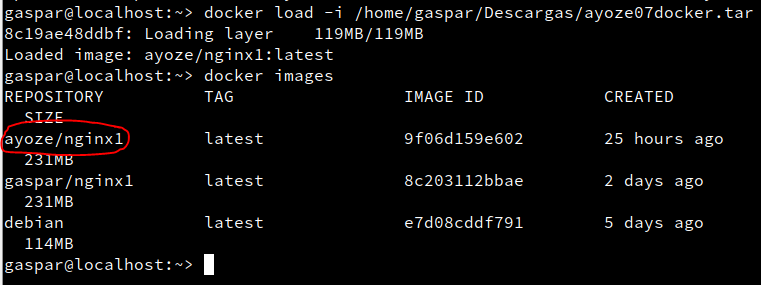 gaspar@localhost:~> docker load -i /home/gaspar/Descargas/ayoze07docker.tar
8c19ae48ddbf: Loading layer    119MB/119MB
Loaded image: ayoze/nginx1:latest
gaspar@localhost:~> docker images
REPOSITORY          TAG                 IMAGE ID            CREATED
  SIZE
ayoze/nginx1        latest              9f06d159e602        25 hours ago
  231MB
gaspar/nginx1       latest              8c203112bbae        2 days ago
  231MB
debian              latest              e7d08cddf791        5 days ago
  114MB
gaspar@localhost:~>